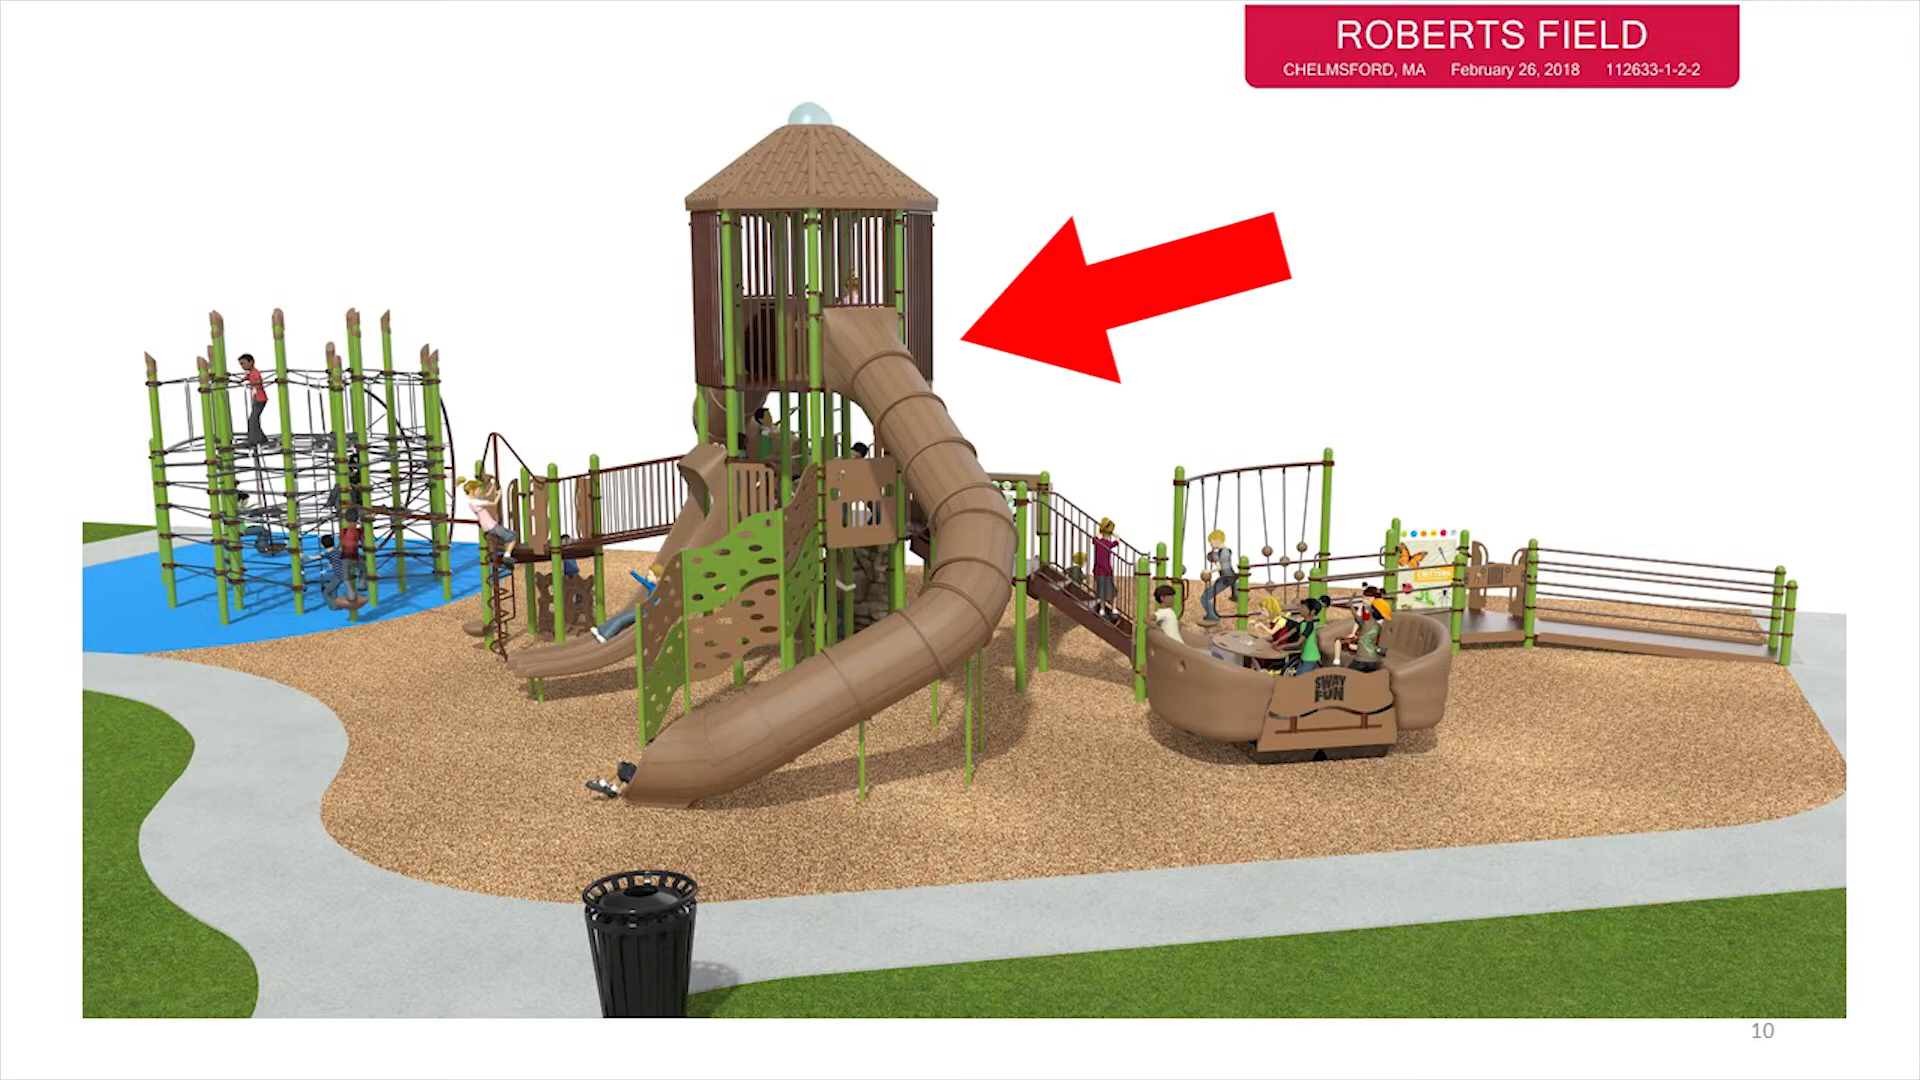 ROBERTS FIELD
CHELMSFORD, MA February 26, 2018 112633-1-2-2
SWAY
FUN
10